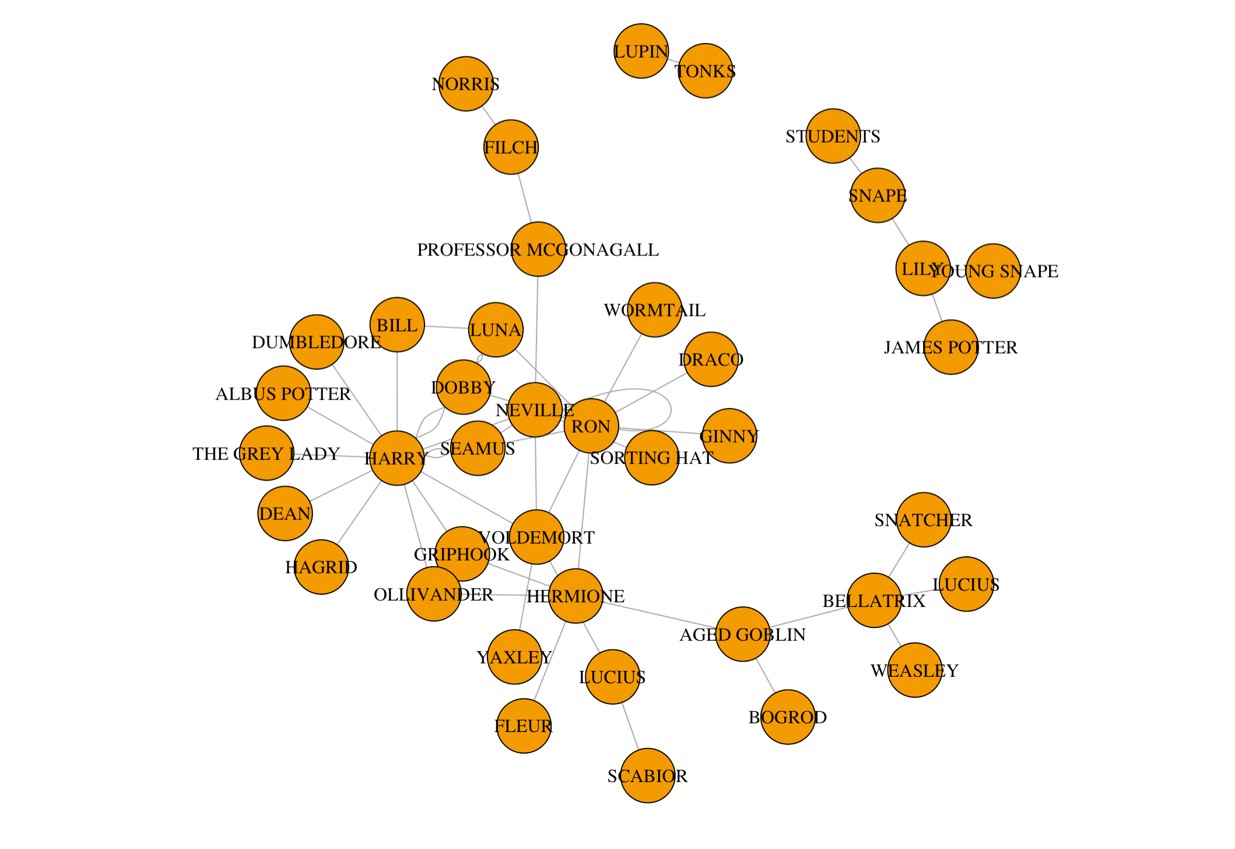 LUPIN
TONKS
NORRIS
STUDENTS
FILCH
SNAPE
PROFESSOR MCGONAGALL
LILY
YOUNG SNAPE
WORMTAIL
BILL
LUNA
DUMBLEDORE
JAMES POTTER
DRACO
DOBBY
ALBUS POTTER
NEVILLE
RON
GINNY
SEAMUS
THE GREY LADY
HARRY
SORTING HAT
DEAN
SNATCHER
VOLDEMORT
GRIPHOOK
HAGRID
LUCIUS
OLLIVANDER
HERMIONE
BELLATRIX
AGED GOBLIN
YAXLEY
WEASLEY
LUCIUS
BOGROD
FLEUR
SCABIOR